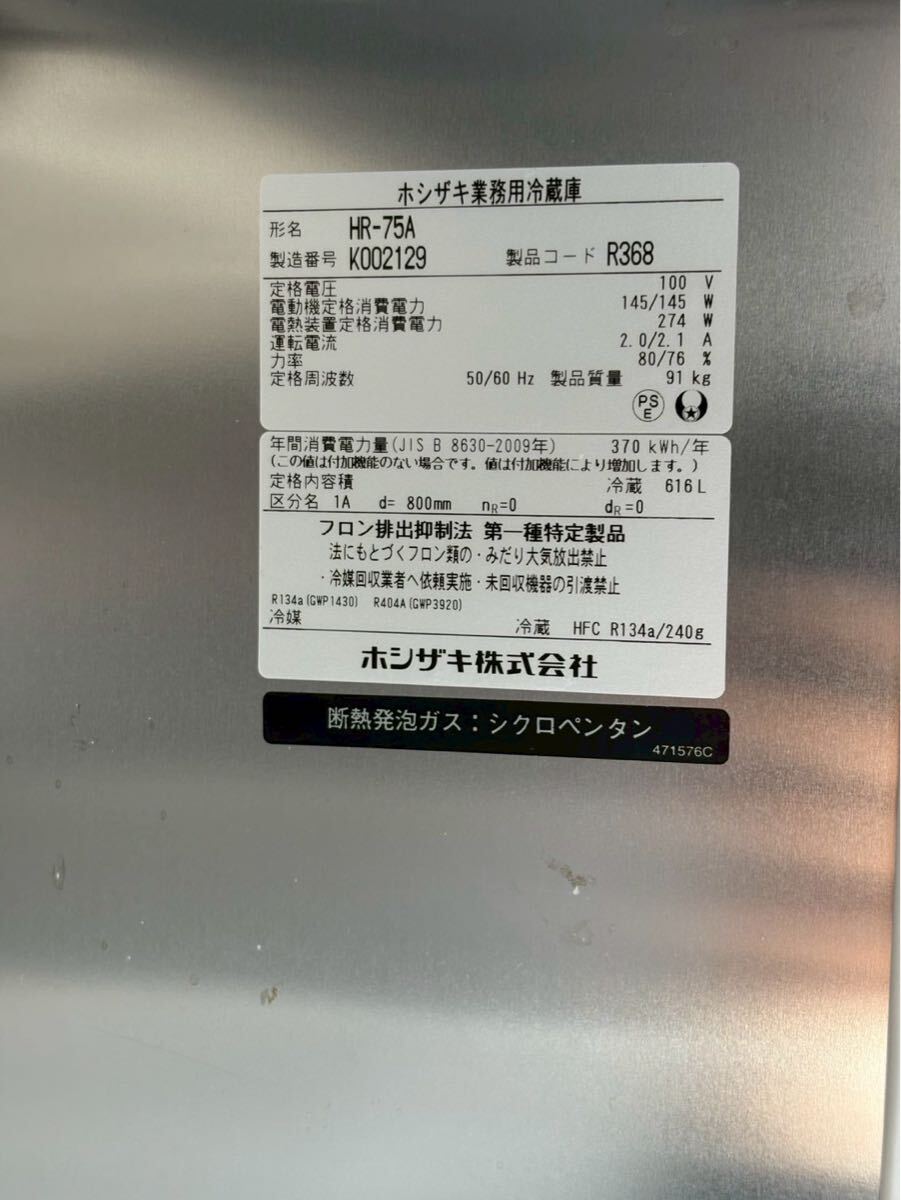 ホシザキ業務用冷蔵庫
形名 HR-75A
製造番号 K002129 製品コード R368
定格電圧 100 V
電動機定格消費電力 145/145 W
電熱装置定格消費電力 274 W
運転電流 2.0/2.1 A
力率 80/76 %
定格周波数 50/60 Hz 製品質量 91 kg
PS
E
年間消費電力量(JIS B 8630-2009年) 370 kWh/年
(この値は付加機能のない場合です。値は付加機能により増加します。)
定格内容積 冷蔵 616 L
区分名 1A d= 800mm nR=0 dR=0
フロン排出抑制法 第一種特定製品
法にもとづくフロン類の・みだり大気放出禁止
・冷媒回収業者へ依頼実施・未回収機器の引渡禁止
R134a(GWP1430) R404A(GWP3920)
冷媒 冷蔵 HFC R134a/240g
ホシザキ株式会社
断熱発泡ガス：シクロペンタン
471576C